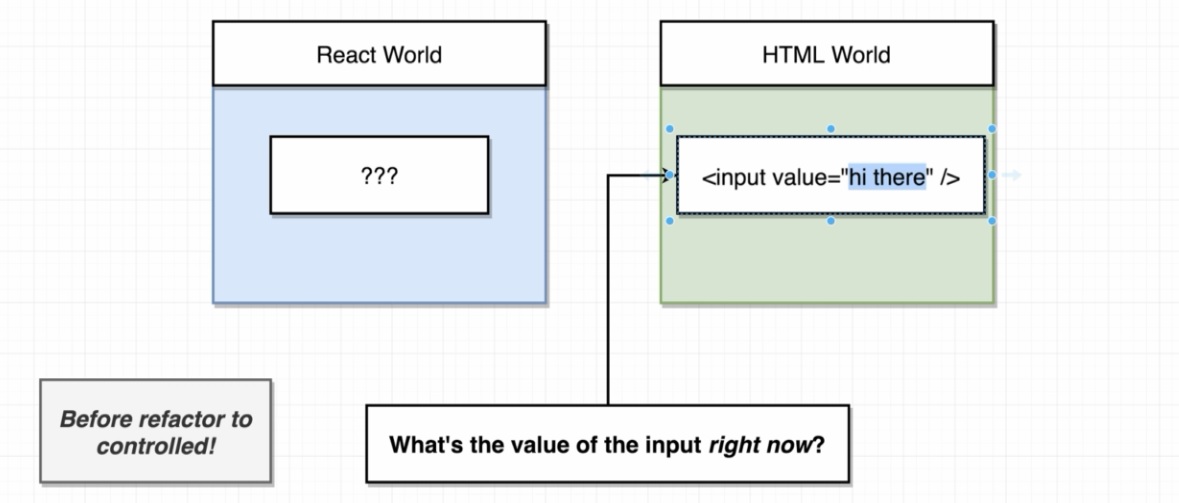 React World
HTML World
???
<input value="hi there" />
Before refactor to
controlled!
What's the value of the input right now?